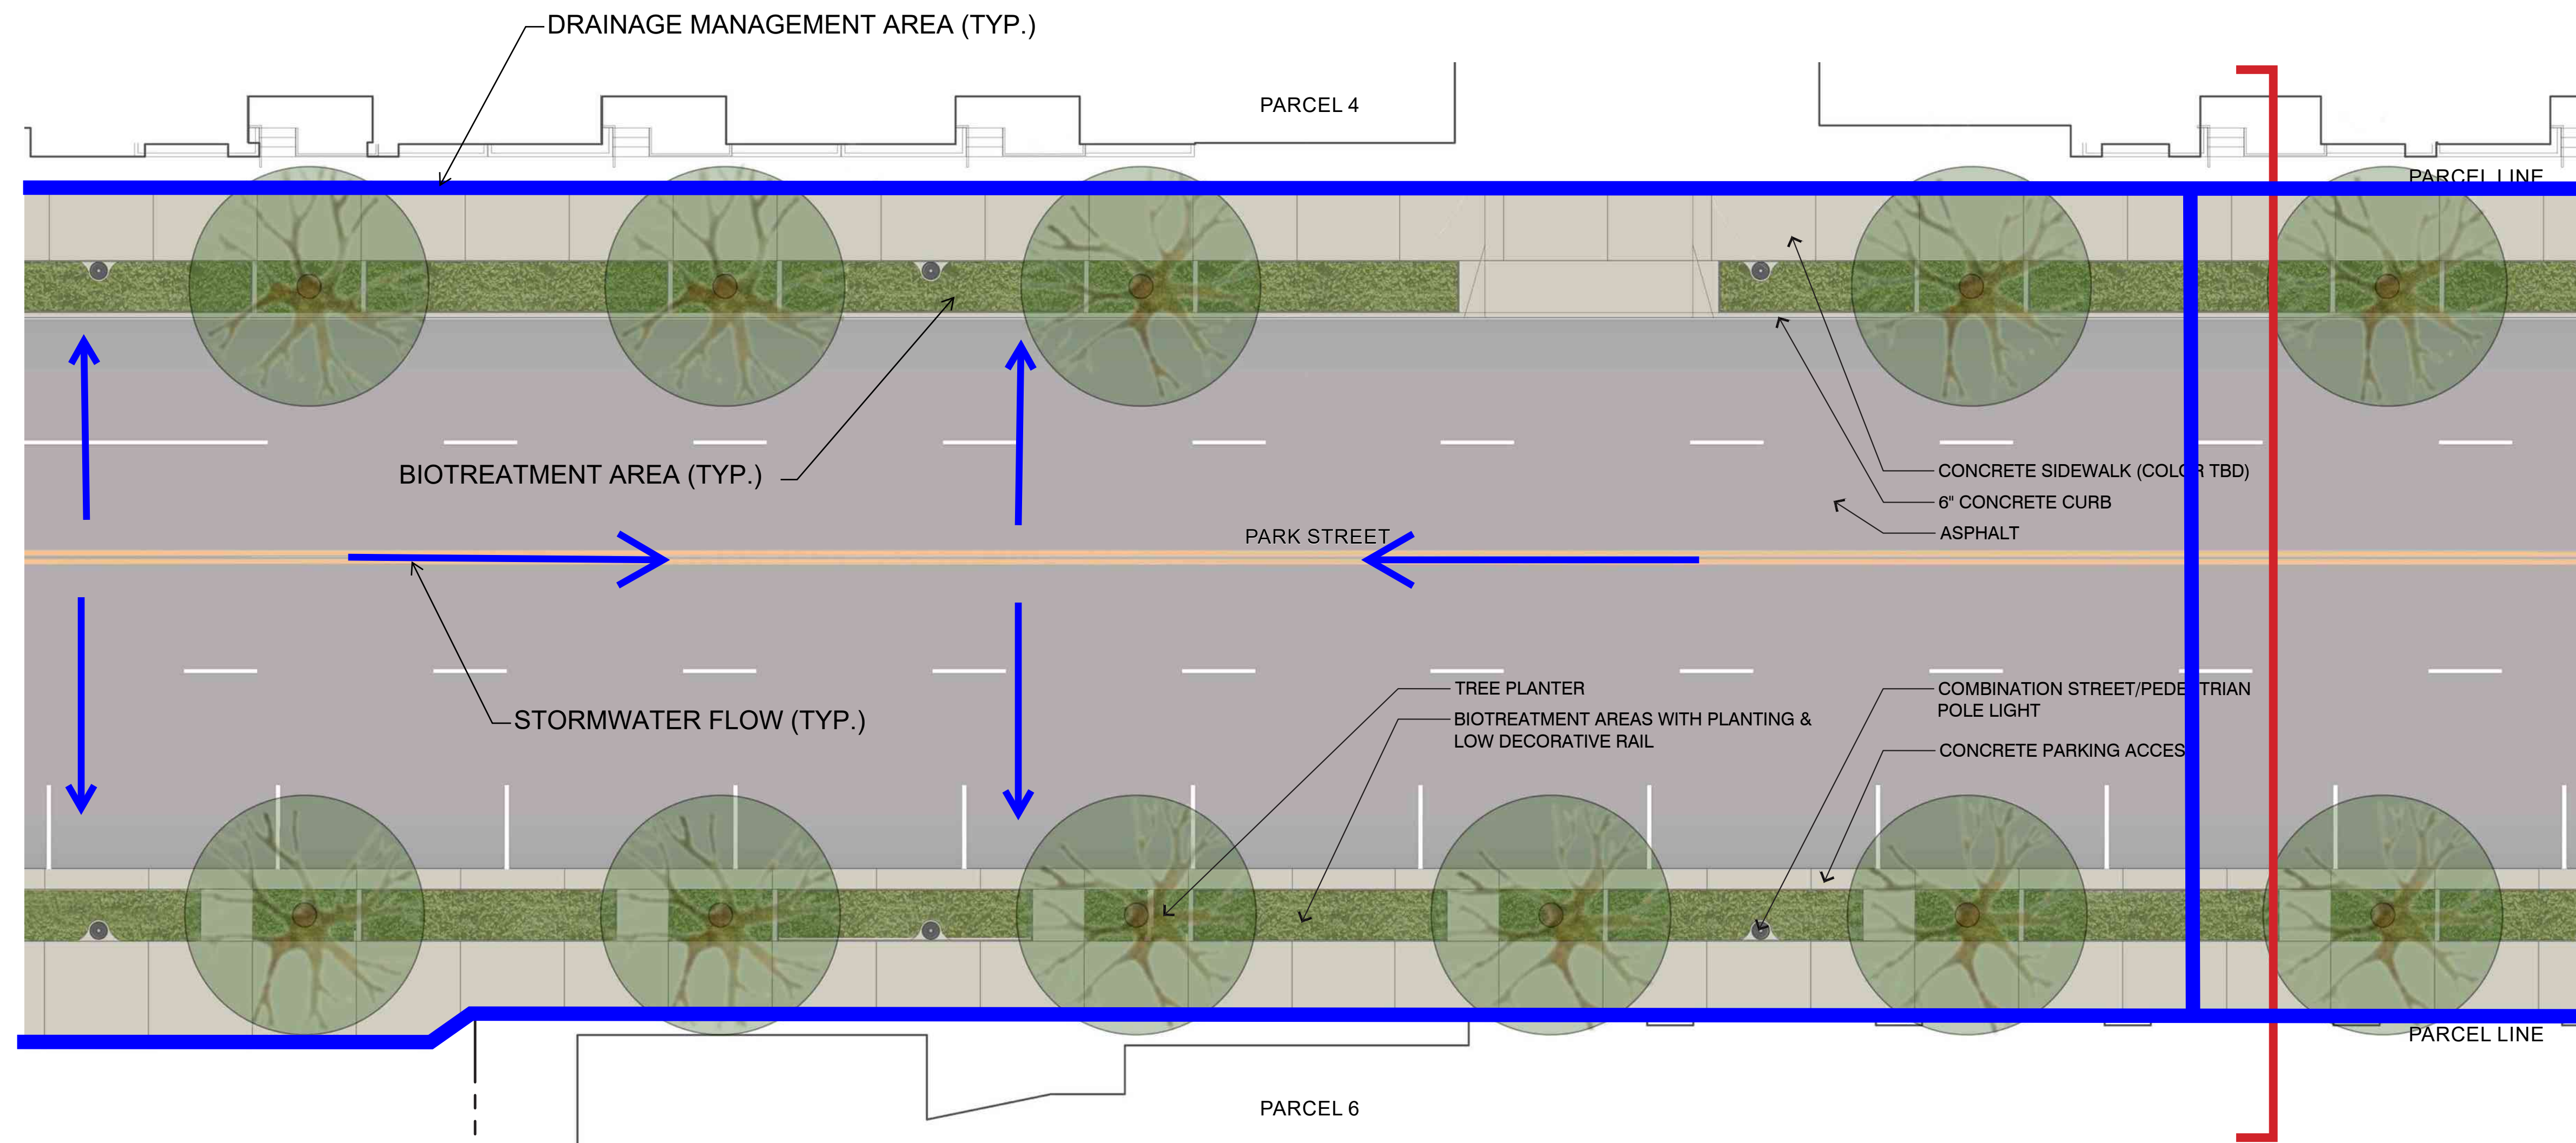 DRAINAGE MANAGEMENT AREA (TYP.)
PARCEL 4
PARCEL LINE
BIOTREATMENT AREA (TYP.)
CONCRETE SIDEWALK (COLOR TBD)
6" CONCRETE CURB
ASPHALT
PARK STREET
STORMWATER FLOW (TYP.)
TREE PLANTER
BIOTREATMENT AREAS WITH PLANTING &
LOW DECORATIVE RAIL
COMBINATION STREET/PEDESTRIAN
POLE LIGHT
CONCRETE PARKING ACCES
PARCEL LINE
PARCEL 6